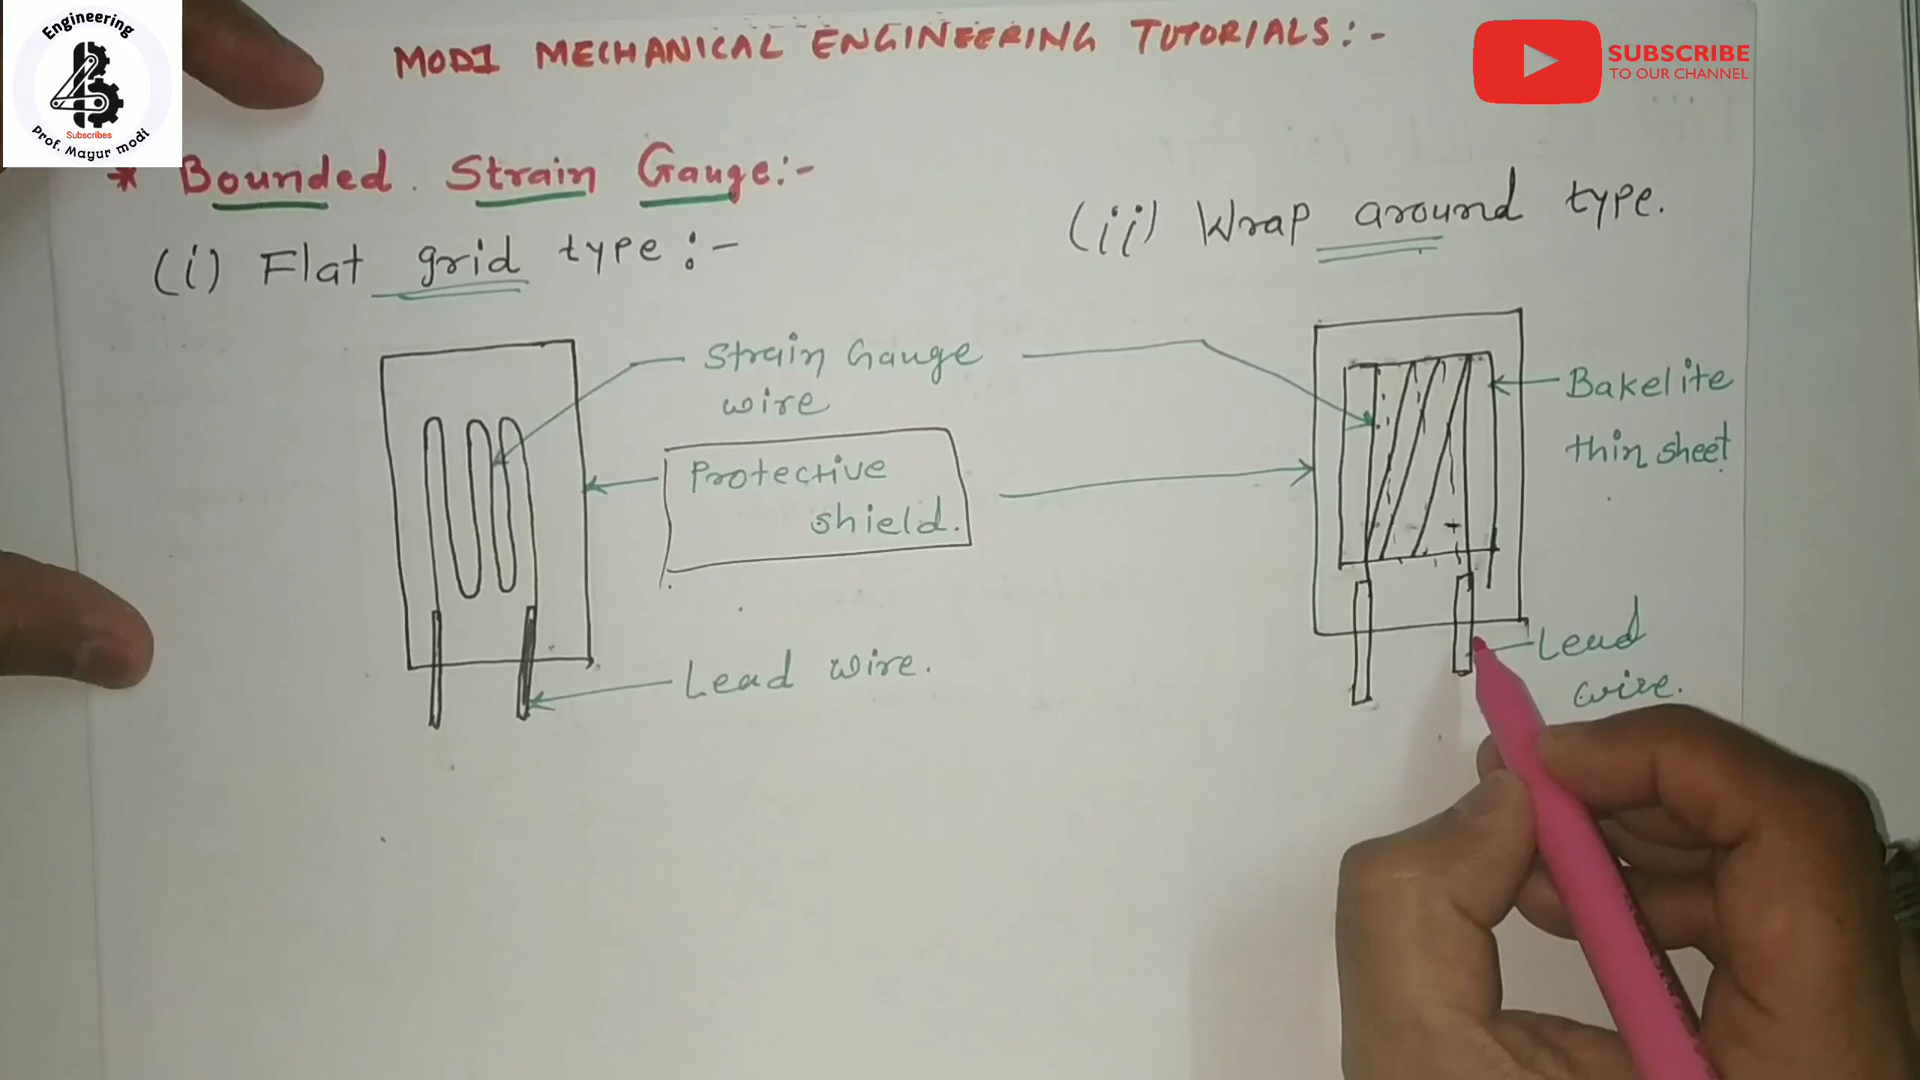 Engineering
Subscribes
Prof. Mayur modi
MODI MECHANICAL ENGINEERING TUTORIALS:-
SUBSCRIBE
TO OUR CHANNEL
* Bounded Strain Gauge:-
(i) Flat grid type:-
(ii) Wrap around type.
Strain Gauge
wire
Protective
shield.
Lead wire.
Bakelite
thin sheet
Lead
wire.